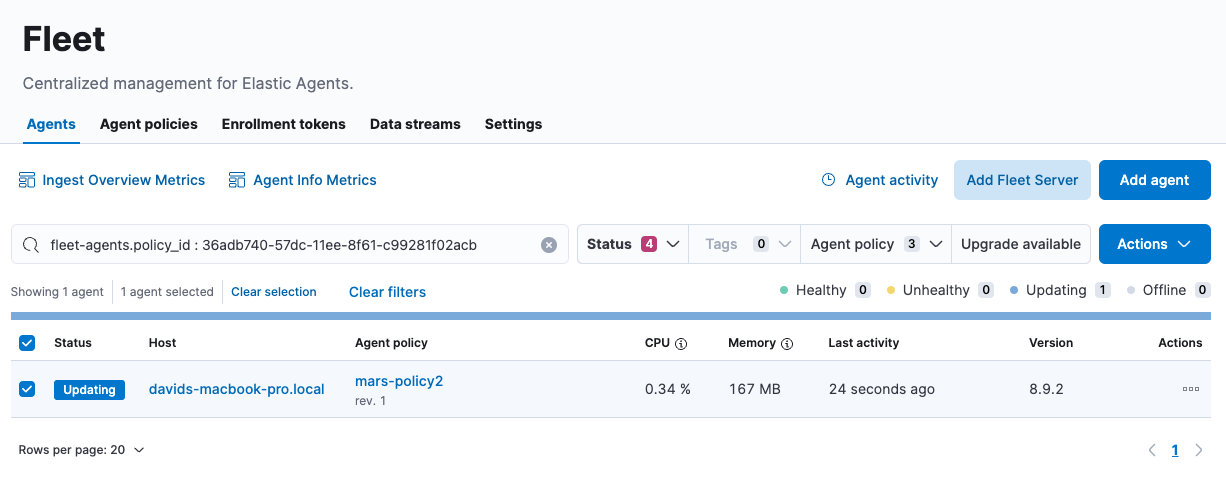 Fleet
Centralized management for Elastic Agents.
Agents Agent policies Enrollment tokens Data streams Settings
Ingest Overview Metrics Agent Info Metrics Agent activity Add Fleet Server Add agent
fleet-agents.policy_id : 36adb740-57dc-11ee-8f61-c99281f02acb Status 4 Tags 0 Agent policy 3 Upgrade available Actions
Showing 1 agent 1 agent selected Clear selection Clear filters Healthy 0 Unhealthy 0 Updating 1 Offline 0
Status Host Agent policy CPU Memory Last activity Version Actions
Updating davids-macbook-pro.local mars-policy2 0.34 % 167 MB 24 seconds ago 8.9.2
rev. 1
Rows per page: 20 1